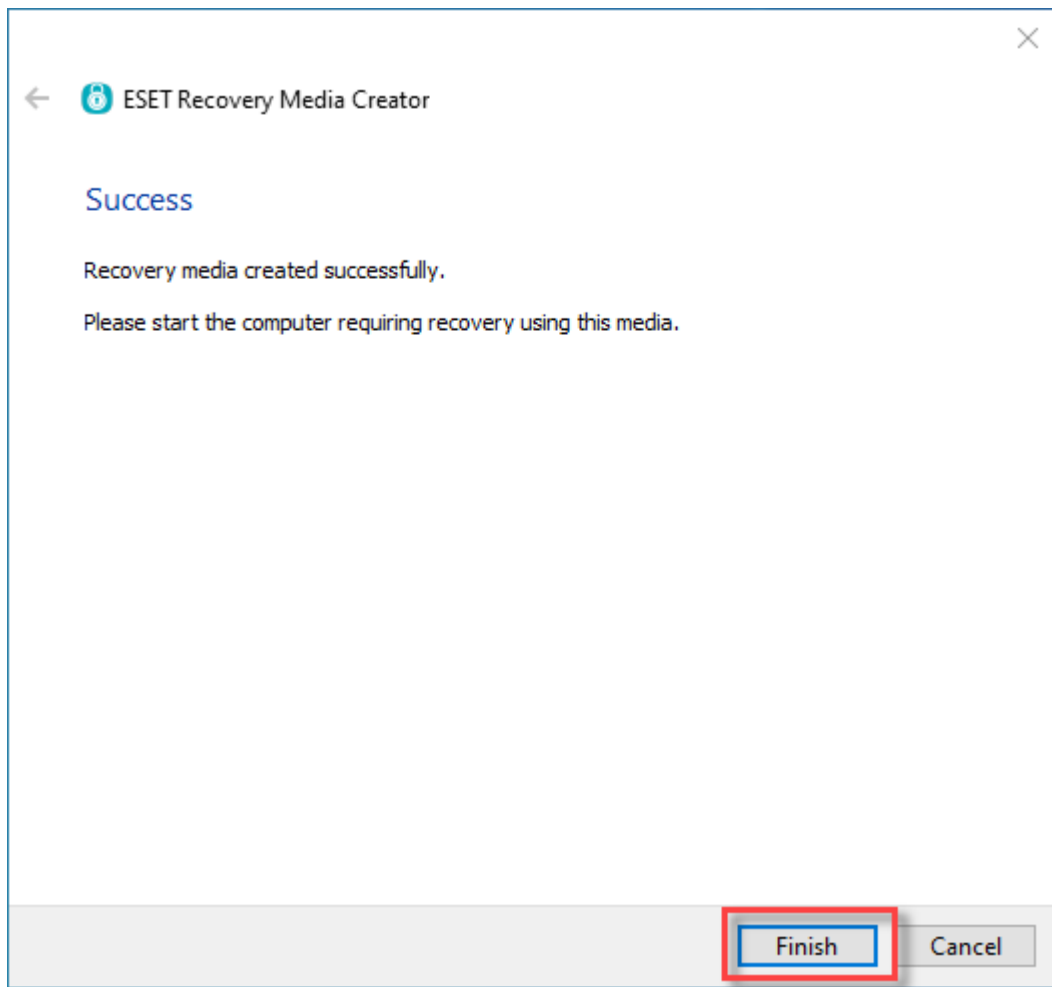 ESET Recovery Media Creator
Success
Recovery media created successfully.
Please start the computer requiring recovery using this media.
Finish Cancel